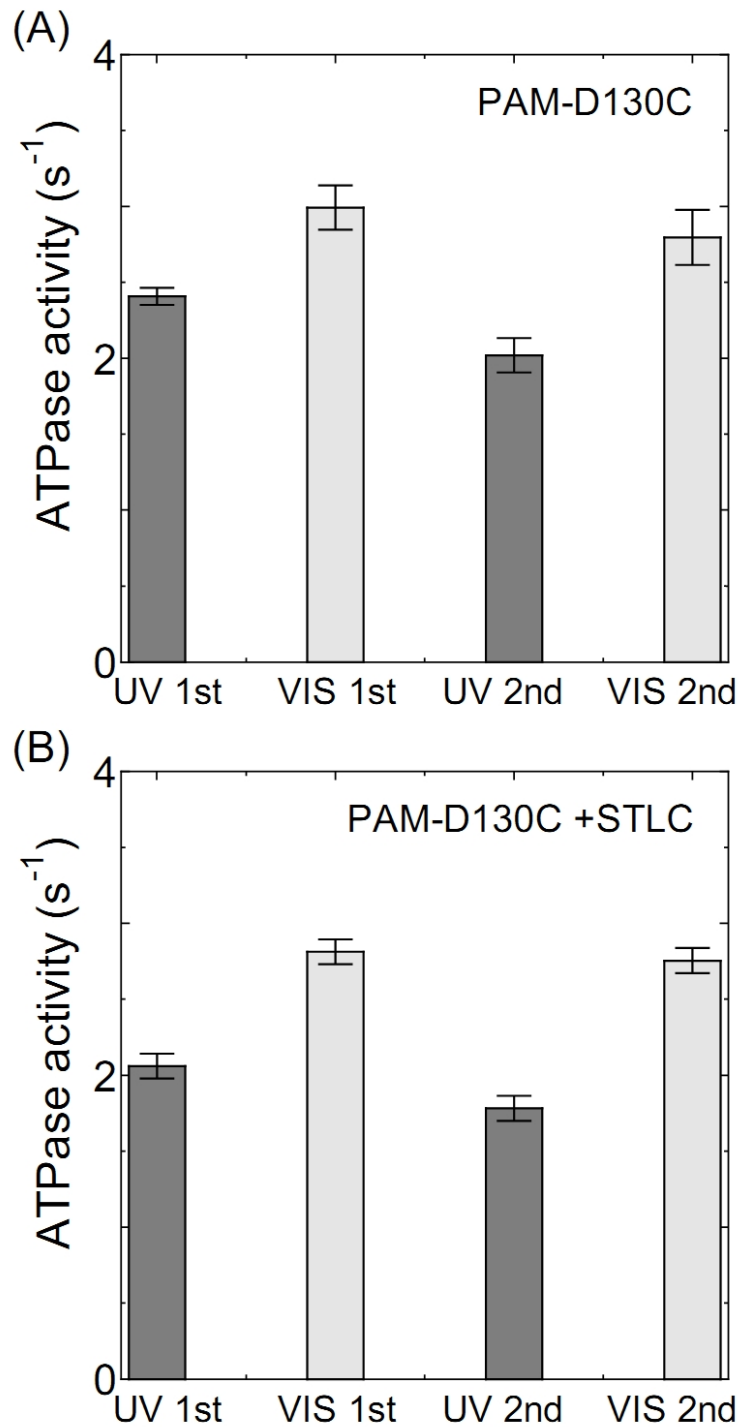 (A)
4
PAM-D130C
2
0
ATPase activity (s⁻¹)
UV 1st VIS 1st UV 2nd VIS 2nd
(B)
4
PAM-D130C +STLC
2
0
ATPase activity (s⁻¹)
UV 1st VIS 1st UV 2nd VIS 2nd